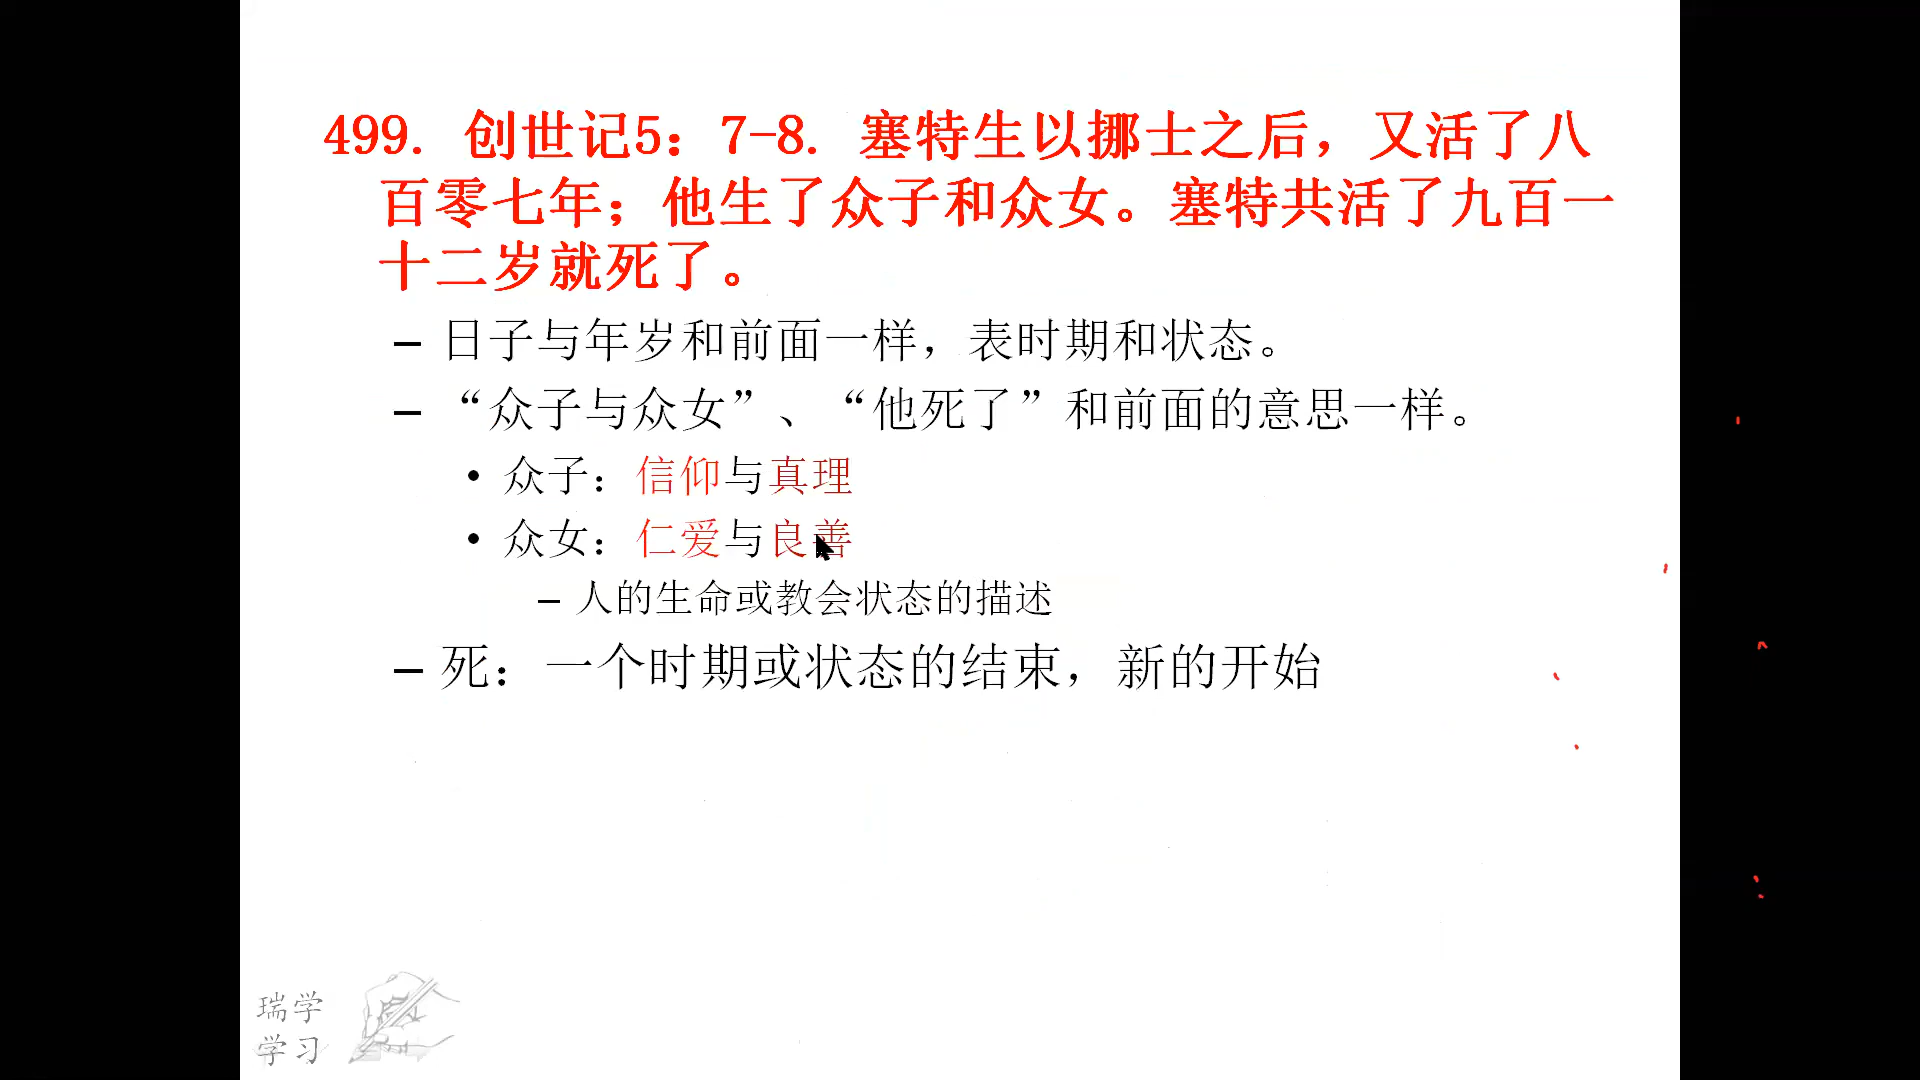 499. 创世记5：7-8. 塞特生以挪士之后，又活了八
百零七年；他生了众子和众女。塞特共活了九百一
十二岁就死了。
– 日子与年岁和前面一样，表时期和状态。
– “众子与众女”、“他死了”和前面的意思一样。
• 众子：信仰与真理
• 众女：仁爱与良善
– 人的生命或教会状态的描述
– 死：一个时期或状态的结束，新的开始
瑞学
学习